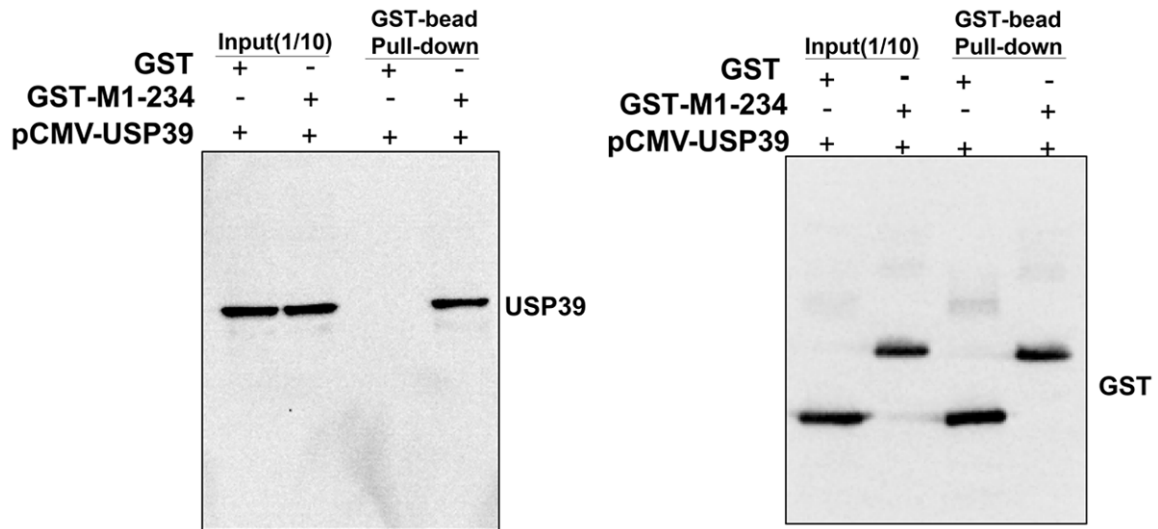 Input(1/10) GST-bead Pull-down
GST + - + -
GST-M1-234 - + - +
pCMV-USP39 + + + +
USP39
Input(1/10) GST-bead Pull-down
GST + - + -
GST-M1-234 - + - +
pCMV-USP39 + + + +
GST